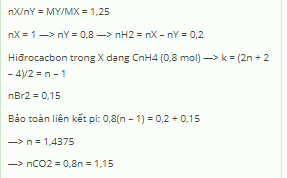 nX/nY = MY/MX = 1,25
nX = 1 —> nY = 0,8 —> nH2 = nX – nY = 0,2
Hiđrocacbon trong X dạng CnH4 (0,8 mol) —> k = (2n + 2
– 4)/2 = n – 1
nBr2 = 0,15
Bảo toàn liên kết pi: 0,8(n – 1) = 0,2 + 0,15
—> n = 1,4375
—> nCO2 = 0,8n = 1,15